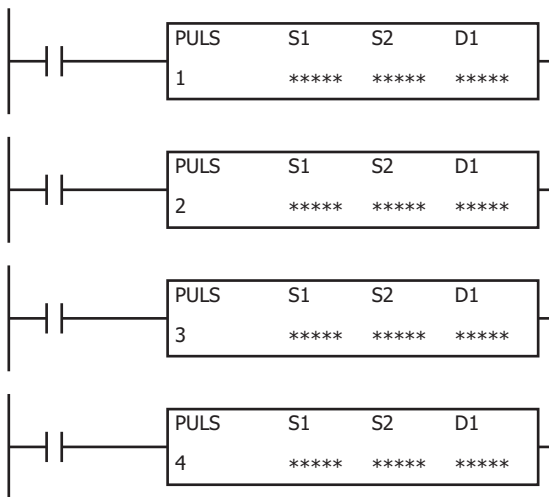 PULS S1 S2 D1
1 ***** ***** *****
PULS S1 S2 D1
2 ***** ***** *****
PULS S1 S2 D1
3 ***** ***** *****
PULS S1 S2 D1
4 ***** ***** *****